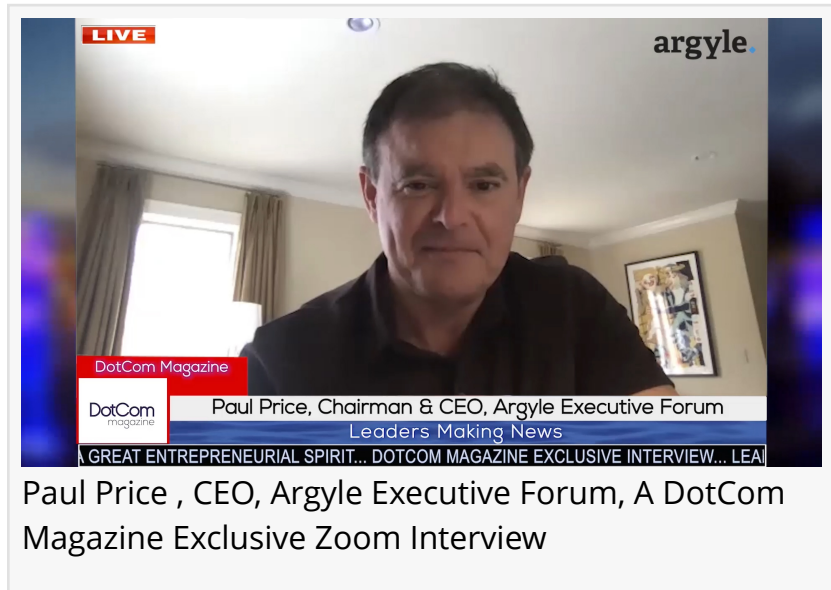 LIVE
argyle.
DotCom Magazine
DotCom
magazine
Paul Price, Chairman & CEO, Argyle Executive Forum
Leaders Making News
A GREAT ENTREPRENEURIAL SPIRIT... DOTCOM MAGAZINE EXCLUSIVE INTERVIEW... LEA
Paul Price , CEO, Argyle Executive Forum, A DotCom
Magazine Exclusive Zoom Interview